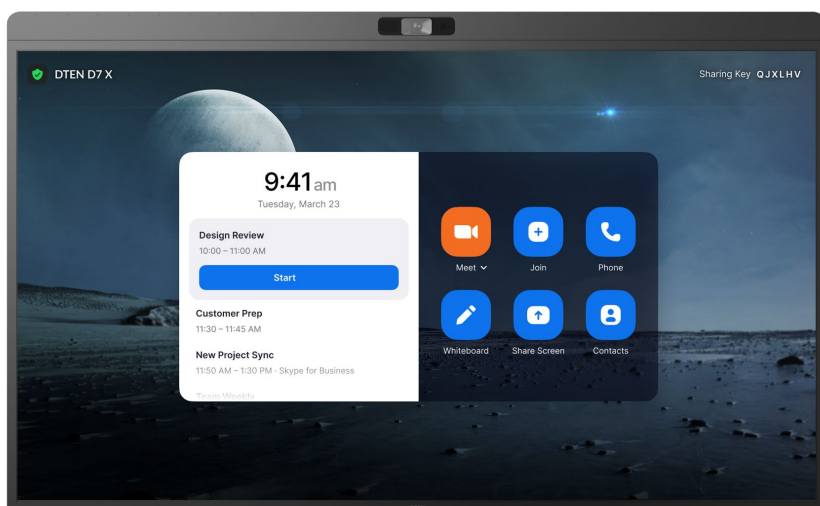 DTEN D7 X
Sharing Key QJXLHV
9:41am
Tuesday, March 23
Design Review
10:00 – 11:00 AM
Start
Customer Prep
11:30 – 11:45 AM
New Project Sync
11:50 AM – 1:30 PM · Skype for Business
Team Weekly
Meet
Join
Phone
Whiteboard
Share Screen
Contacts